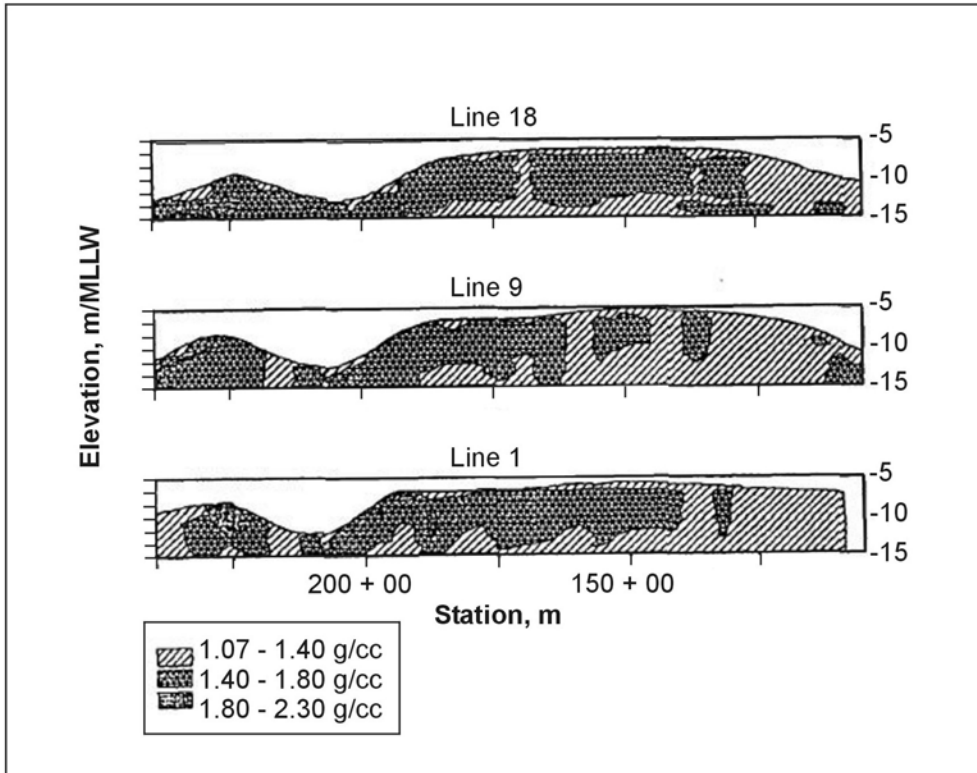 Line 18
-5
-10
-15
Line 9
-5
-10
-15
Elevation, m/MLLW
Line 1
-5
-10
-15
200 + 00 150 + 00
Station, m
1.07 - 1.40 g/cc
1.40 - 1.80 g/cc
1.80 - 2.30 g/cc